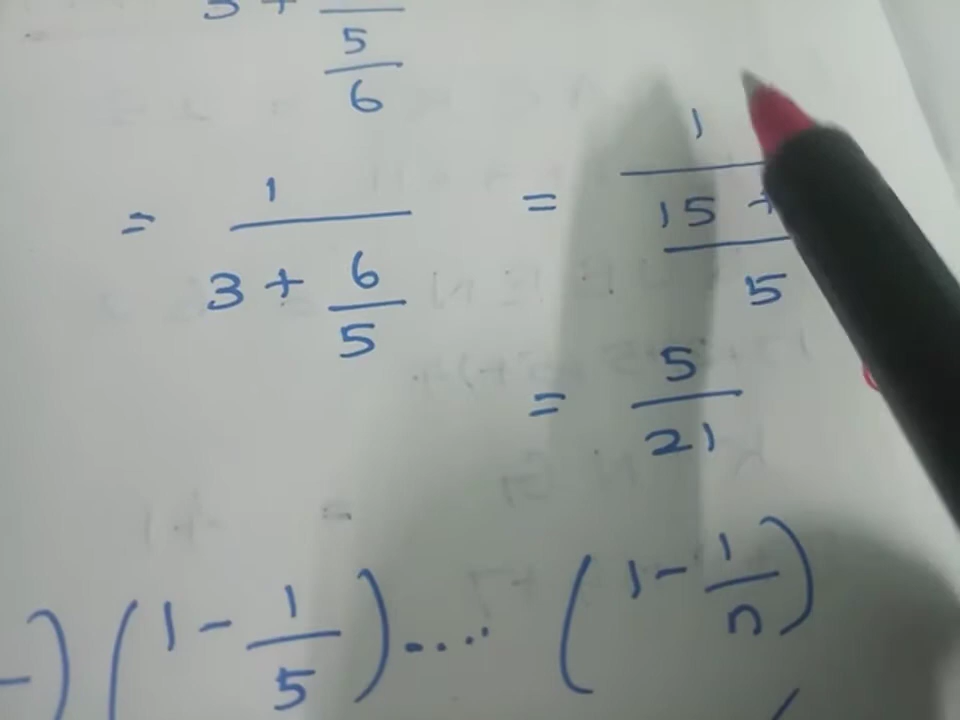 3 + 
5
6
= 1 / (3 + 6/5) = 1 / ((15 + / 5)
= 5/21
) (1 - 1/5) .... (1 - 1/n)